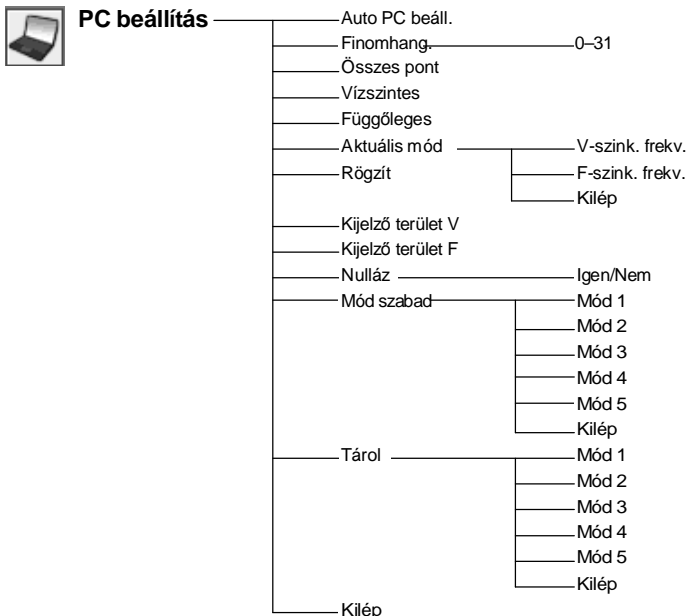 PC beállítás
Auto PC beáll.
Finomhang. 0–31
Összes pont
Vízszintes
Függőleges
Aktuális mód V-szink. frekv.
Rögzít F-szink. frekv.
Kilép
Kijelző terület V
Kijelző terület F
Nulláz Igen/Nem
Mód szabad Mód 1
Mód 2
Mód 3
Mód 4
Mód 5
Kilép
Tárol Mód 1
Mód 2
Mód 3
Mód 4
Mód 5
Kilép
Kilép